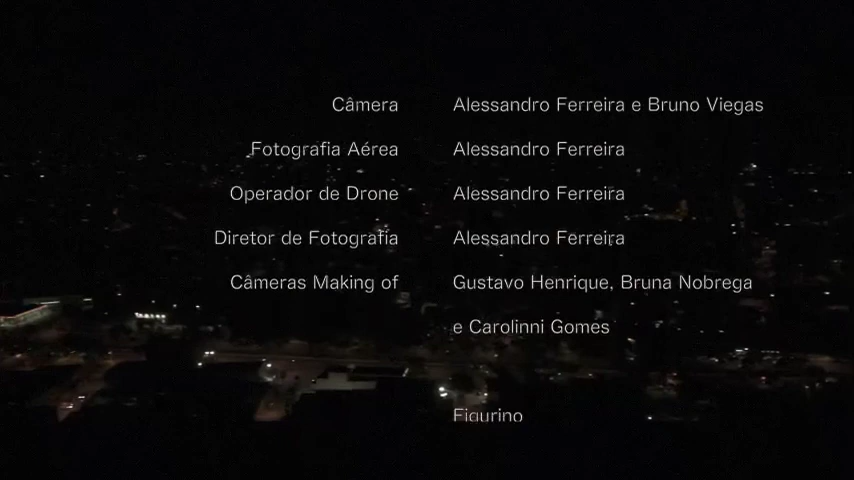 Câmera Alessandro Ferreira e Bruno Viegas
Fotografia Aérea Alessandro Ferreira
Operador de Drone Alessandro Ferreira
Diretor de Fotografia Alessandro Ferreira
Câmeras Making of Gustavo Henrique, Bruna Nobrega
e Carolinni Gomes
Figurino